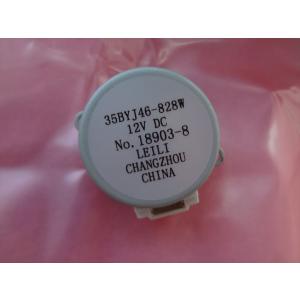 35BYJ46-828W
12V DC
No. 18903-8
LEILI
CHANGZHOU
CHINA